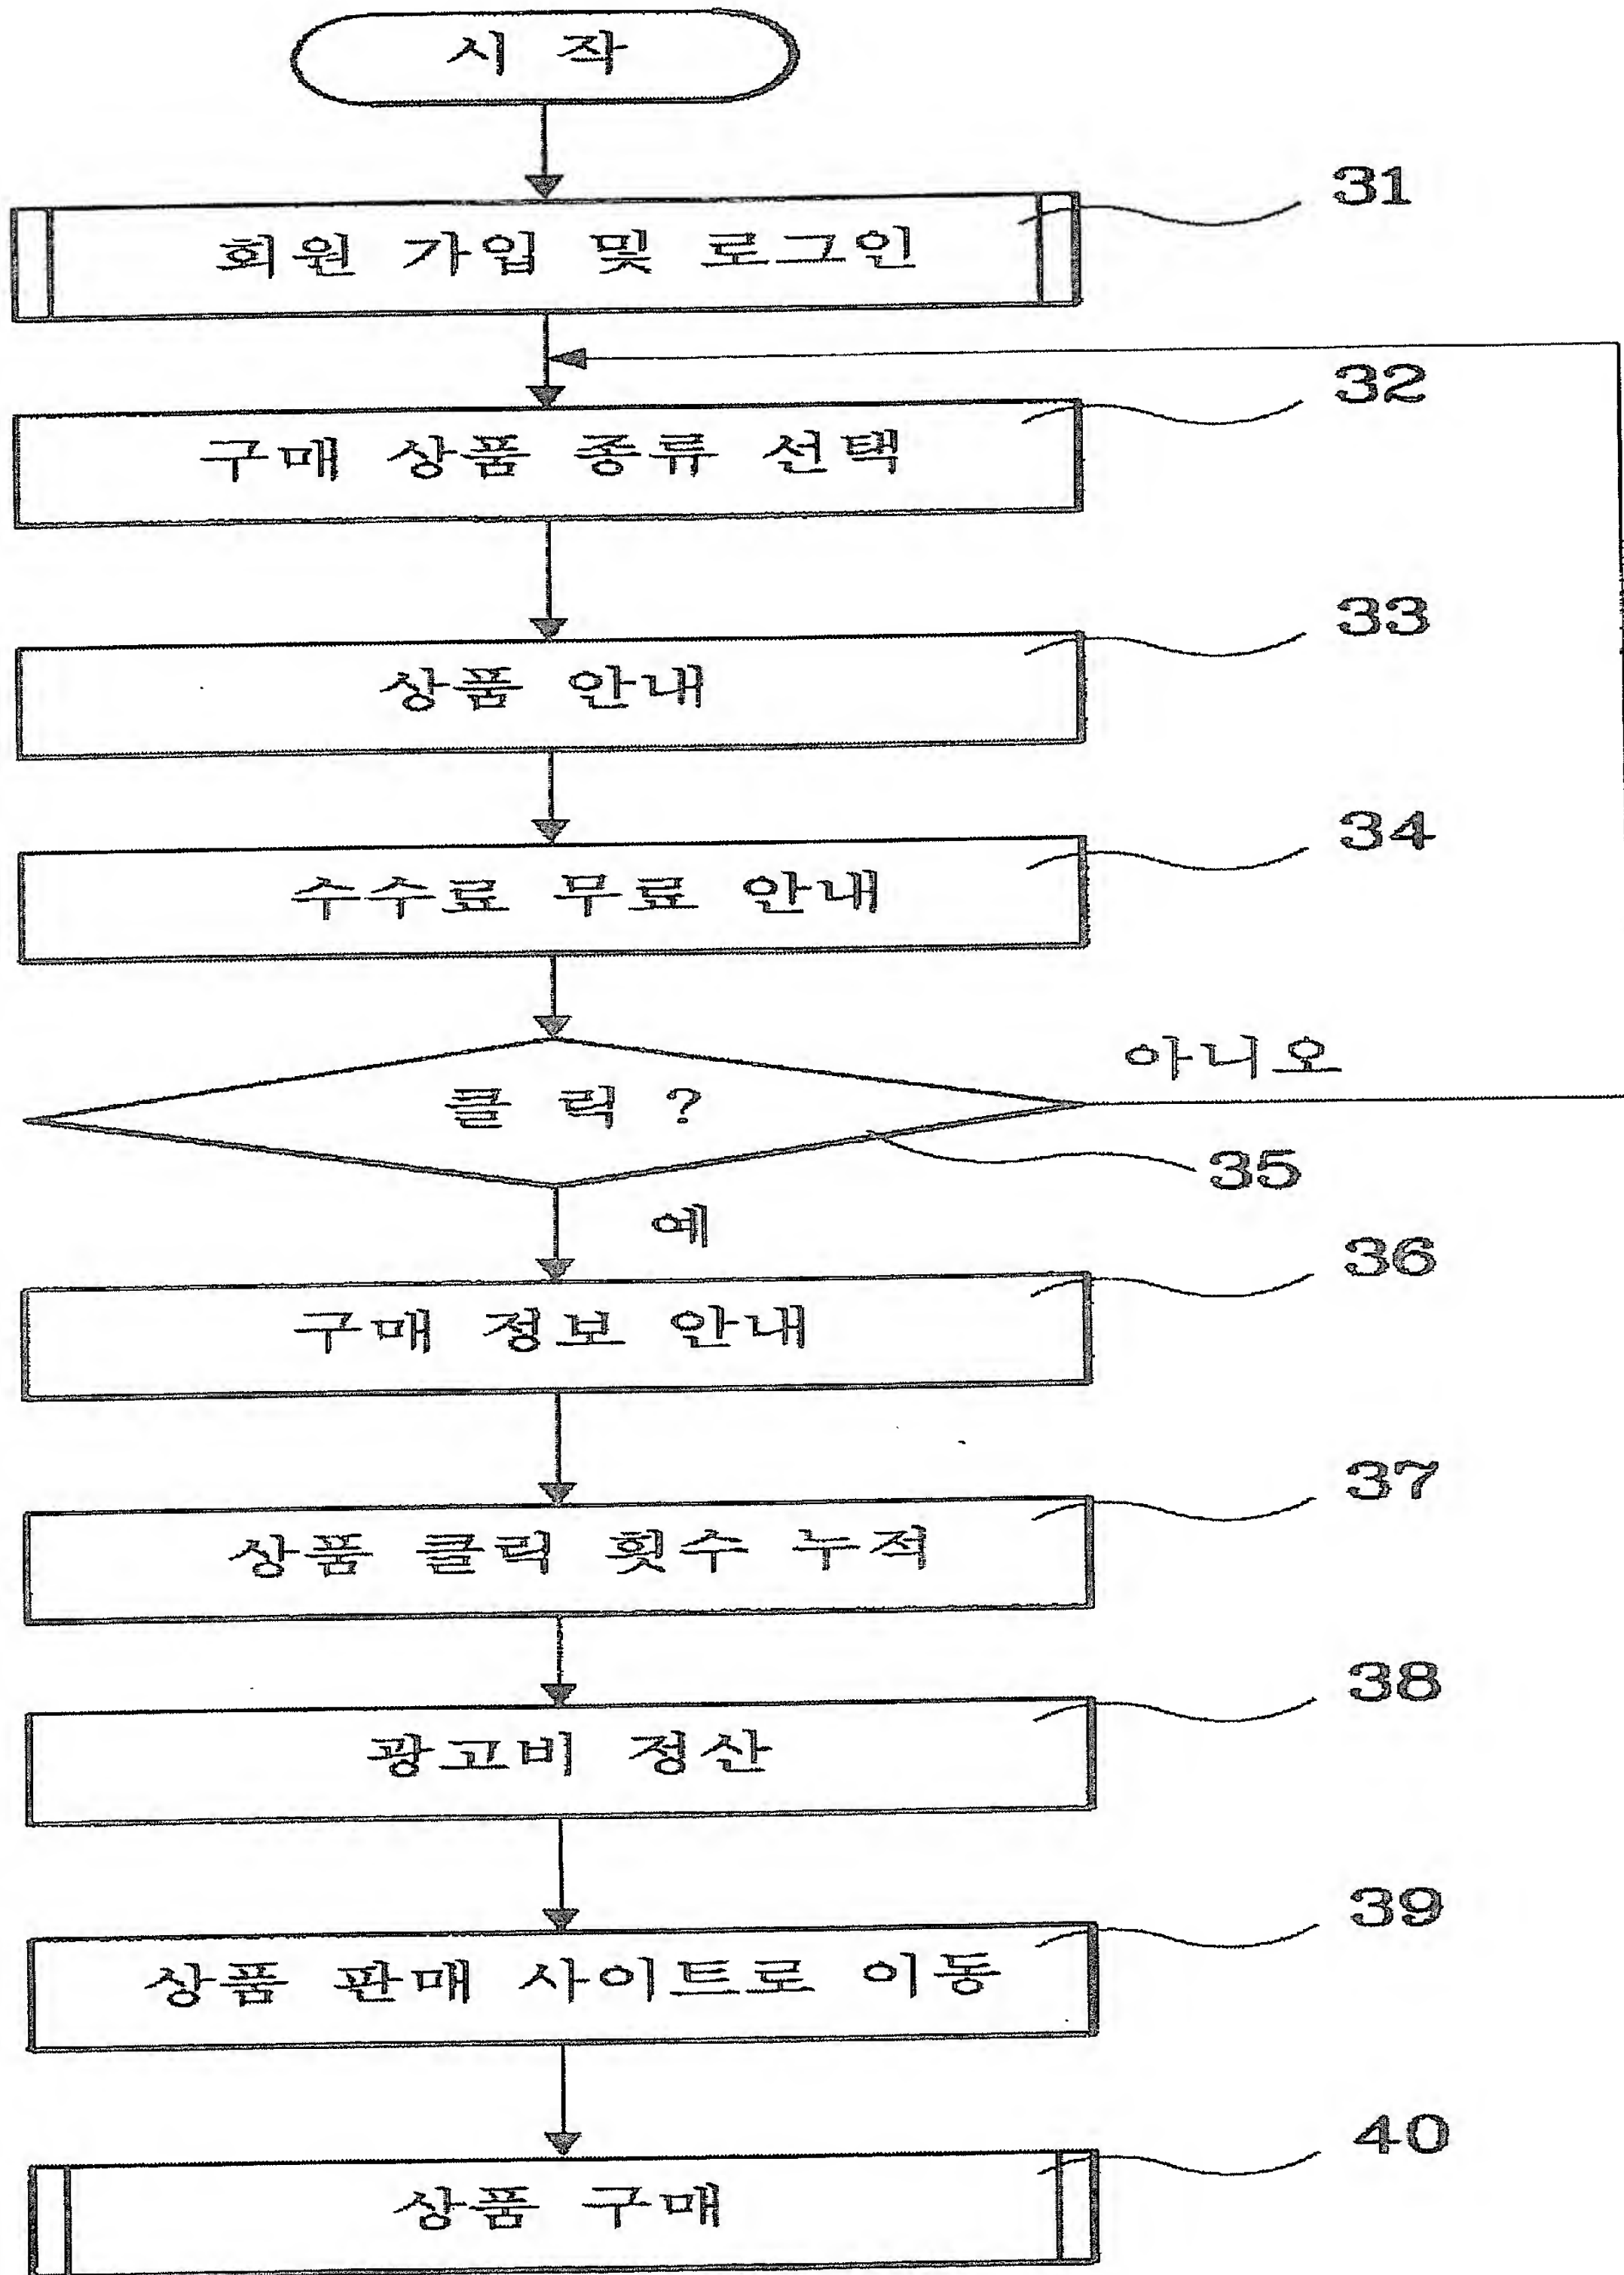 시 작
31
회원 가입 및 로그인
32
구매 상품 종류 선택
33
상품 안내
34
수수료 무료 안내
아니오
클 릭 ?
35
예
36
구매 정보 안내
37
상품 클릭 횟수 누적
38
광고비 정산
39
상품 판매 사이트로 이동
40
상품 구매